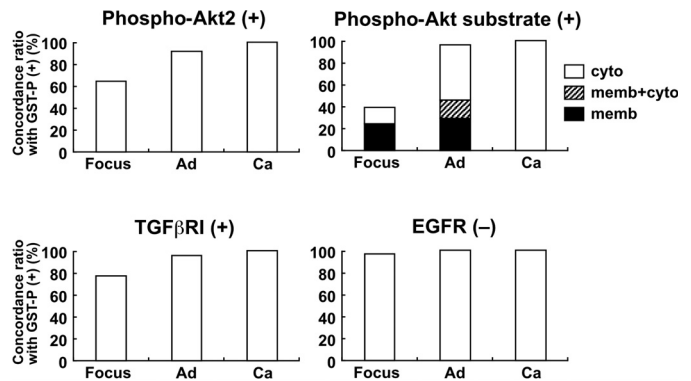 Phospho-Akt2 (+)
Concordance ratio
with GST-P (+) (%)
100
80
60
40
20
0
Focus Ad Ca
Phospho-Akt substrate (+)
100
80
60
40
20
0
Focus Ad Ca
cyto
memb+cyto
memb
TGFβRI (+)
Concordance ratio
with GST-P (+) (%)
100
80
60
40
20
0
Focus Ad Ca
EGFR (–)
100
80
60
40
20
0
Focus Ad Ca